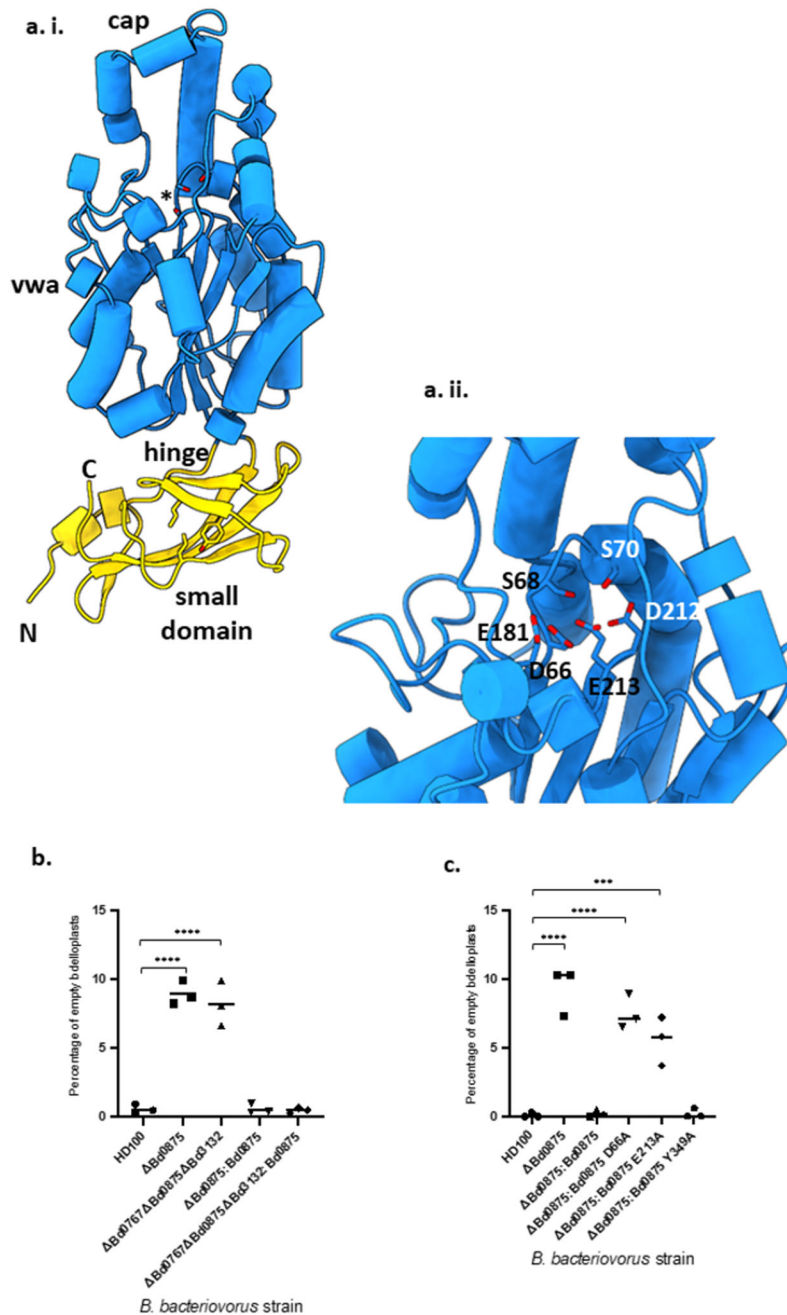 a. i.
cap
*
vwa
hinge
C
N
small
domain
a. ii.
S70
S68
D212
E181
D66
E213
b.
Percentage of empty bdelloplasts
15
10
5
0
****
****
HD100
ΔBd0875
ΔBd0767ΔBd0875ΔBd3132
ΔBd0875: Bd0875
ΔBd0767ΔBd0875ΔBd3132: Bd0875
B. bacteriovorus strain
c.
Percentage of empty bdelloplasts
15
10
5
0
***
****
****
HD100
ΔBd0875
ΔBd0875: Bd0875
ΔBd0875: Bd0875 D66A
ΔBd0875: Bd0875 E213A
ΔBd0875: Bd0875 Y349A
B. bacteriovorus strain